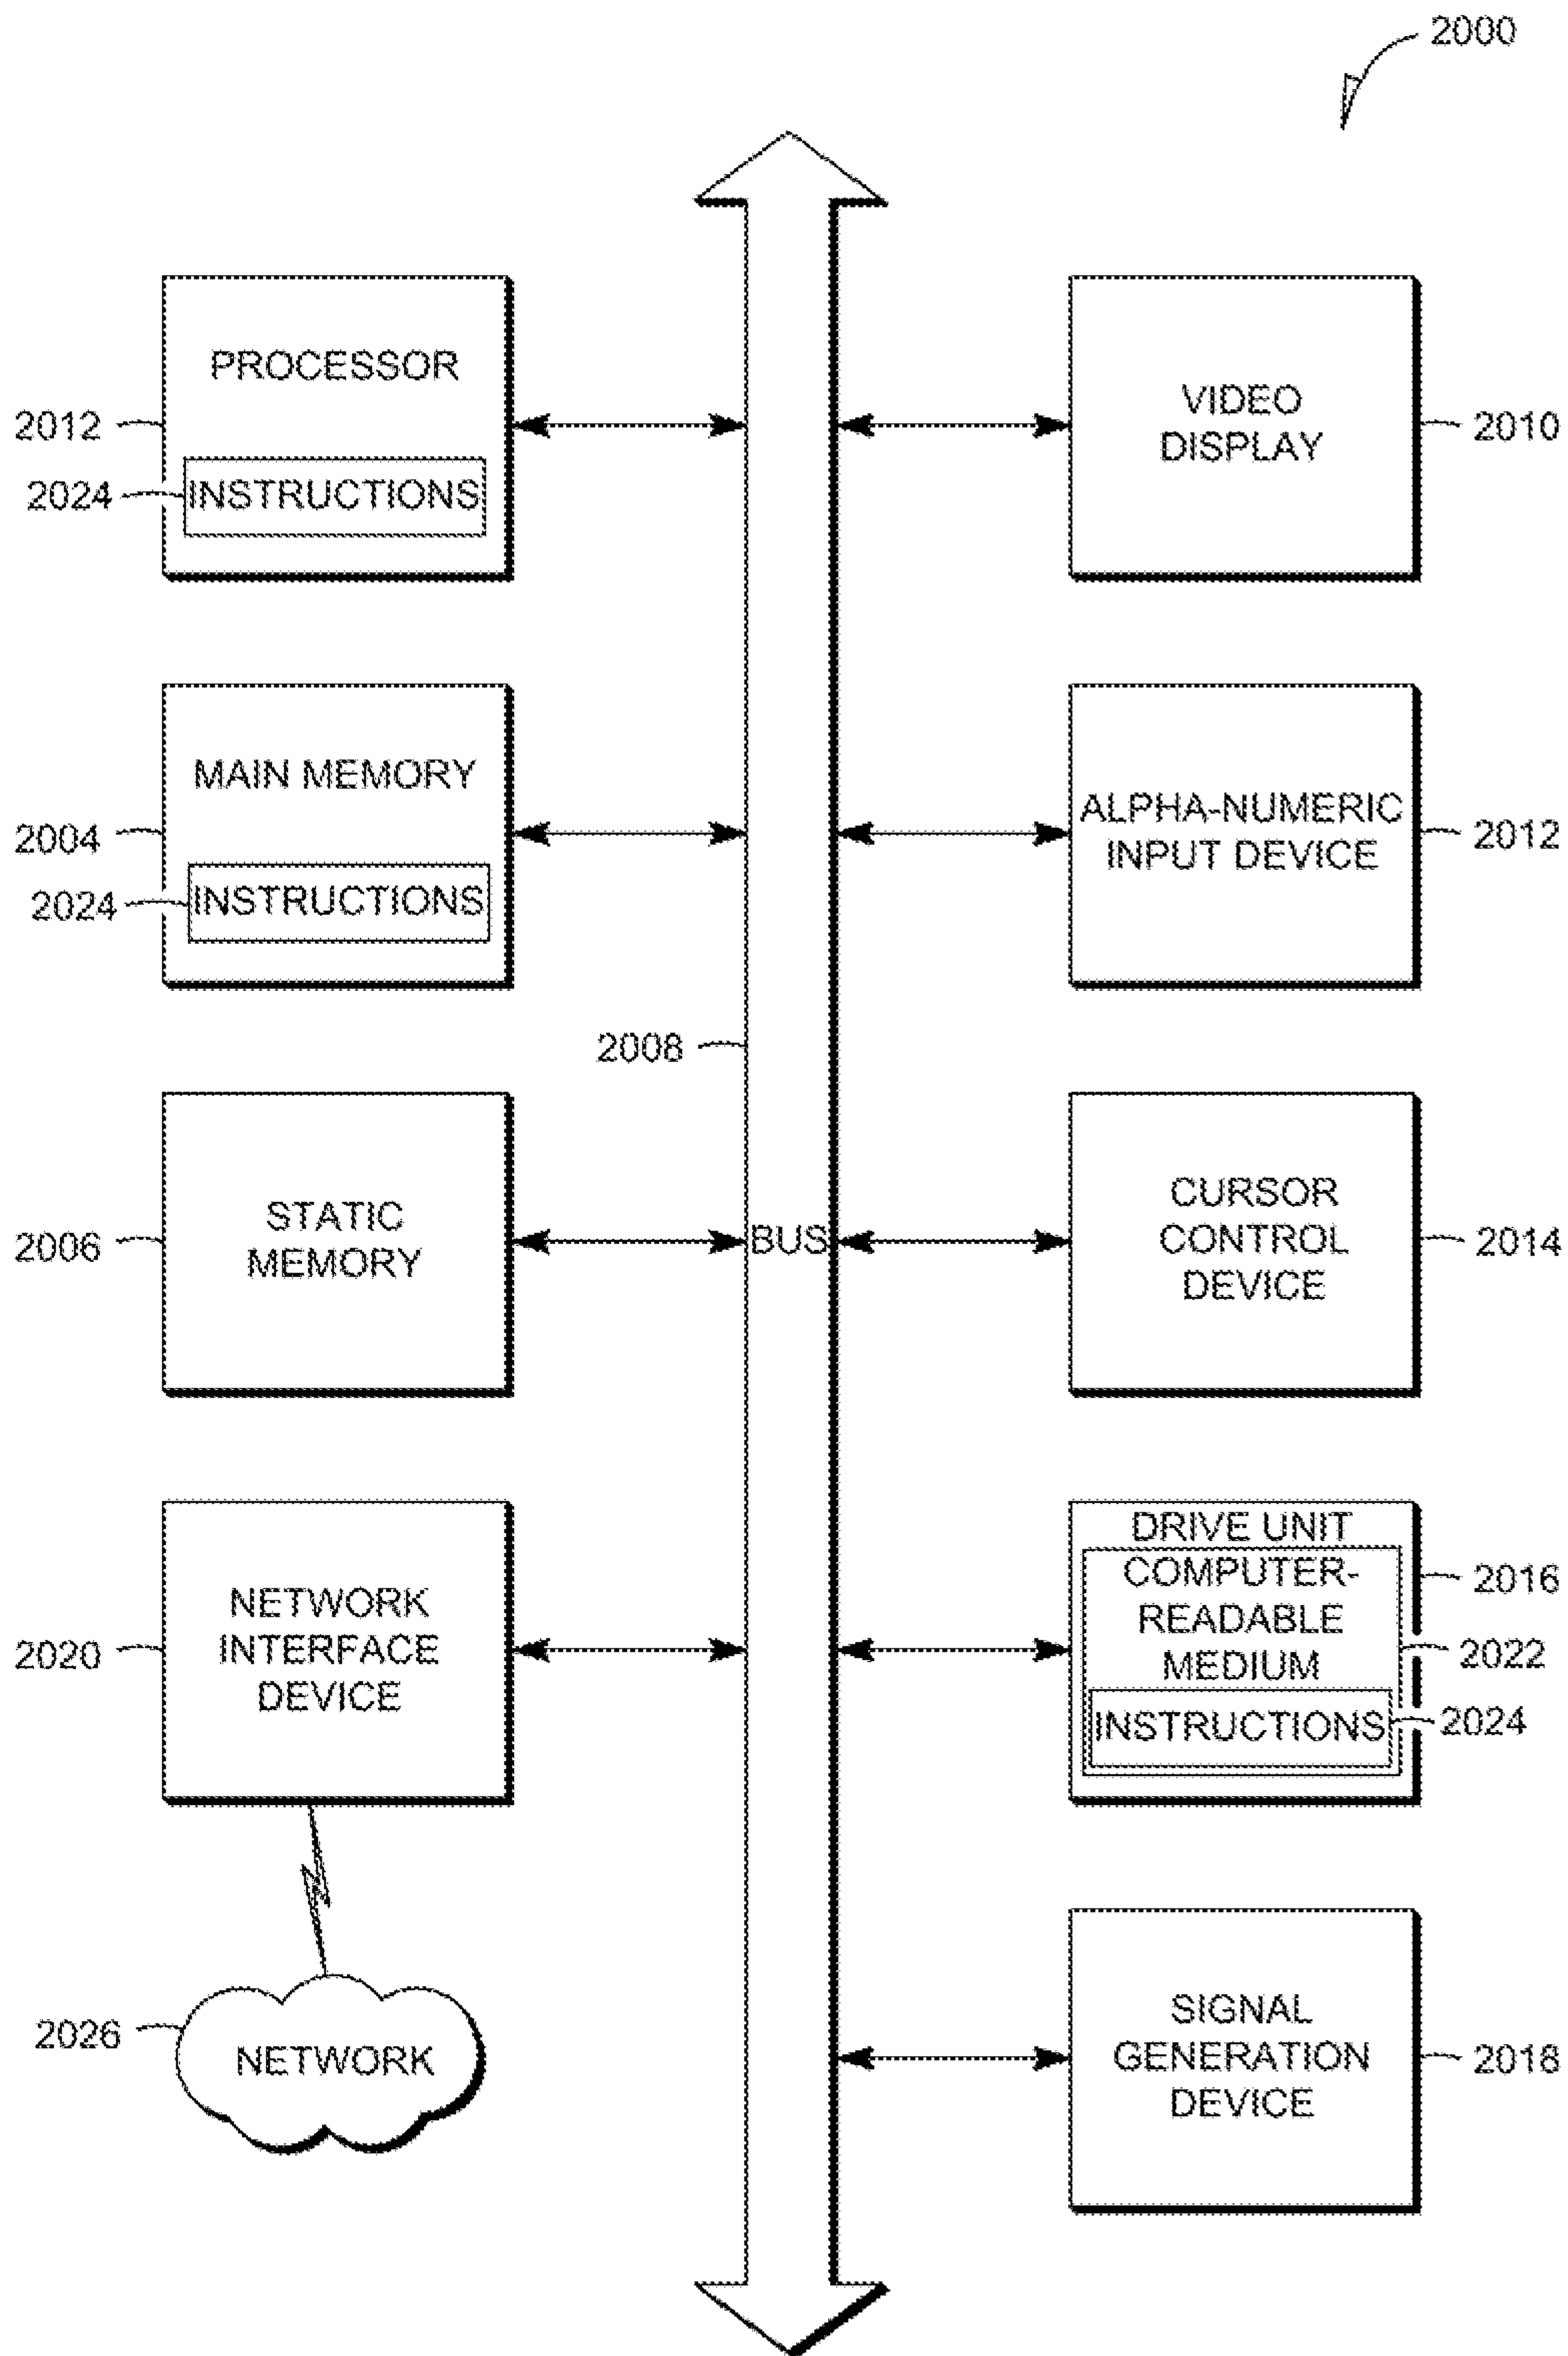 2000
PROCESSOR
2012
2024
INSTRUCTIONS
VIDEO
DISPLAY
2010
MAIN MEMORY
2004
2024
INSTRUCTIONS
ALPHA-NUMERIC
INPUT DEVICE
2012
2008
STATIC
MEMORY
2006
BUS
CURSOR
CONTROL
DEVICE
2014
NETWORK
INTERFACE
DEVICE
2020
DRIVE UNIT
COMPUTER-
READABLE
MEDIUM
2016
2022
INSTRUCTIONS
2024
2026
NETWORK
SIGNAL
GENERATION
DEVICE
2018